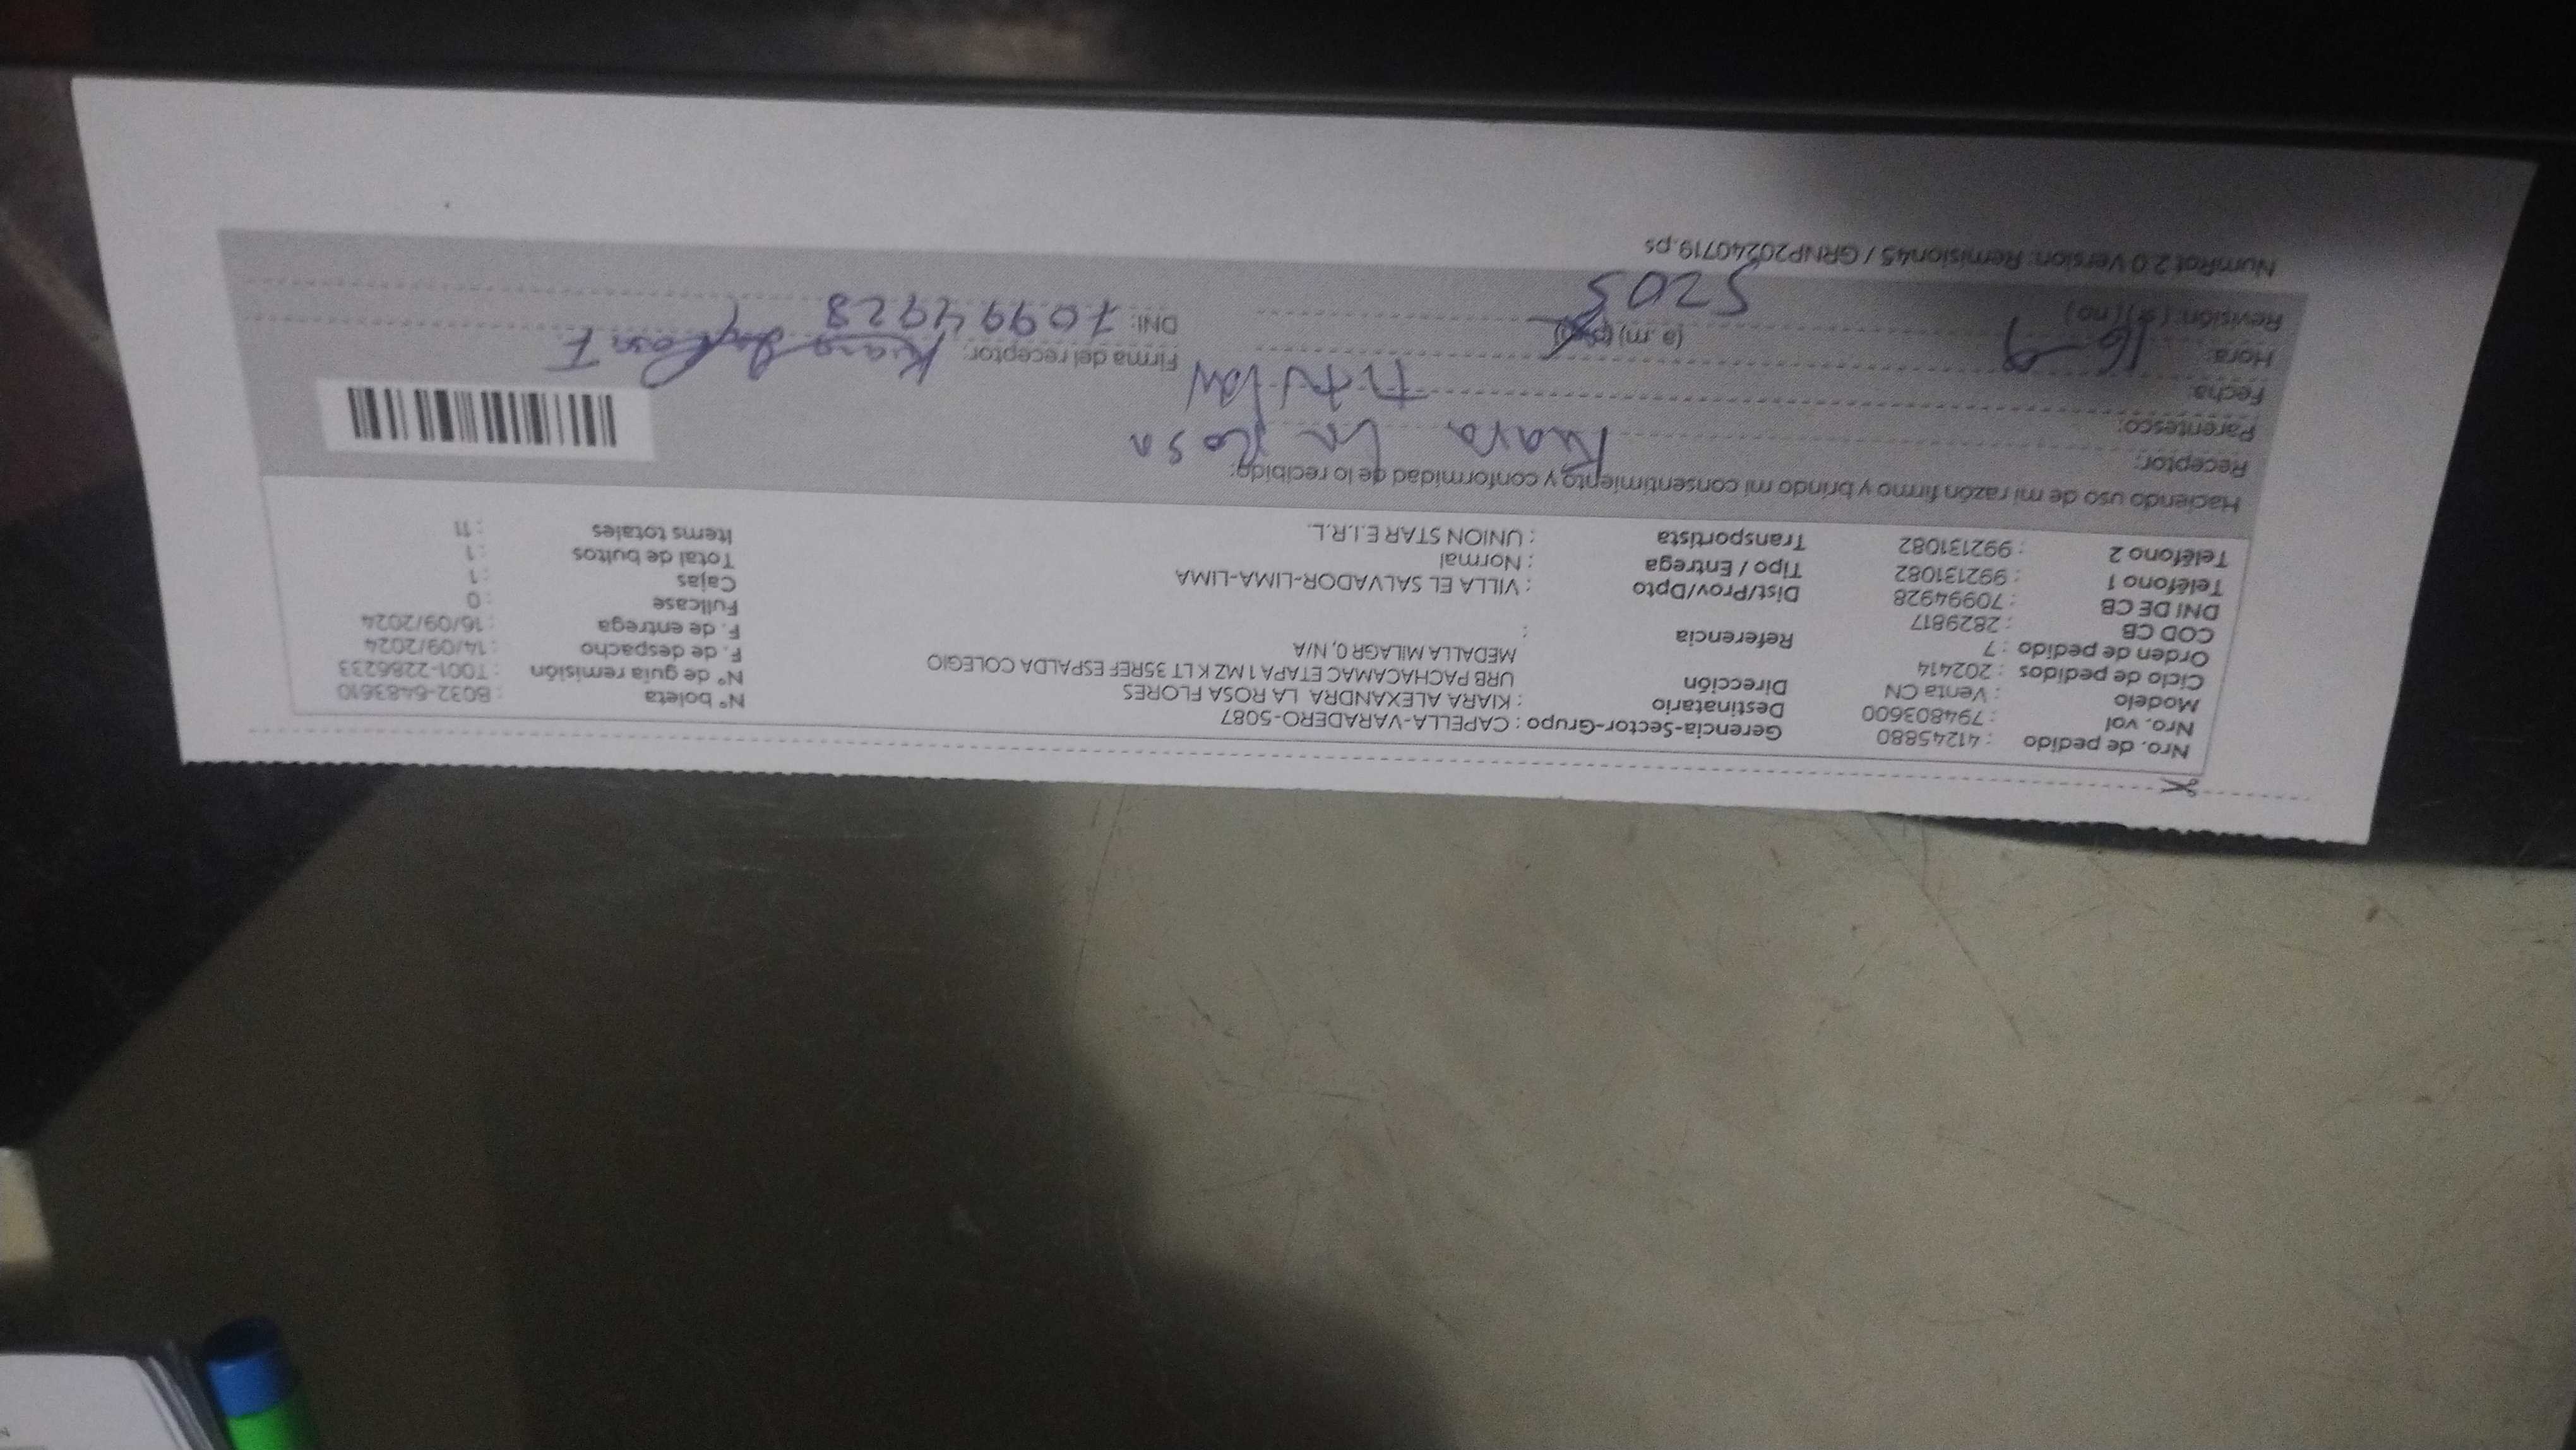 Nro. de pedido : 41245880 Gerencia-Sector-Grupo : CAPELLA-VARADERO-5087 N° boleta : B032-6483610
Nro. vol : 794803600 Destinatario : KIARA ALEXANDRA LA ROSA FLORES N° de guía remisión : T001-2286233
Modelo : Venta CN Dirección URB PACHACAMAC ETAPA 1 MZ K LT 35REF ESPALDA COLEGIO F. de despacho : 14/09/2024
Ciclo de pedidos : 202414 MEDALLA MILAGR 0, N/A F. de entrega : 16/09/2024
Orden de pedido : 7 Referencia : Fullcase : 0
COD CB : 2829817 Dist/Prov/Dpto : VILLA EL SALVADOR-LIMA-LIMA Cajas : 1
DNI DE CB : 70994928 Tipo / Entrega : Normal Total de bultos : 1
Teléfono 1 : 992131082 Transportista : UNION STAR E.I.R.L. Items totales : 11
Teléfono 2 : 992131082
Haciendo uso de mi razón firmo y brindo mi consentimiento y conformidad de lo recibido:
Receptor: Kiara La Rosa
Parentesco: titular
Fecha: 16-9
Hora: (a. m) 5205 Firma del receptor:
Revisión: ( ) ( no ) DNI: 70994928
NumRot 2.0 Version: Remision45 / GRNP20240719.ps